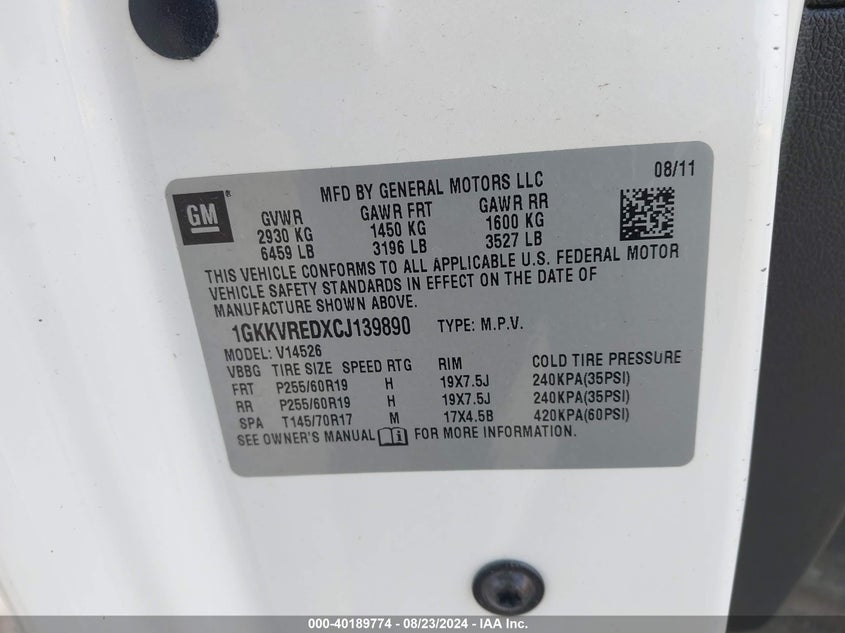 08/11
MFD BY GENERAL MOTORS LLC
GM®
GVWR GAWR FRT GAWR RR
2930 KG 1450 KG 1600 KG
6459 LB 3196 LB 3527 LB
THIS VEHICLE CONFORMS TO ALL APPLICABLE U.S. FEDERAL MOTOR
VEHICLE SAFETY STANDARDS IN EFFECT ON THE DATE OF
MANUFACTURE SHOWN ABOVE.
1GKKVREDXCJ139890 TYPE: M.P.V.
MODEL: V14526
VBBG TIRE SIZE SPEED RTG RIM COLD TIRE PRESSURE
FRT P255/60R19 H 19X7.5J 240KPA(35PSI)
RR P255/60R19 H 19X7.5J 240KPA(35PSI)
SPA T145/70R17 M 17X4.5B 420KPA(60PSI)
SEE OWNER'S MANUAL i FOR MORE INFORMATION.
000-40189774 - 08/23/2024 - IAA Inc.